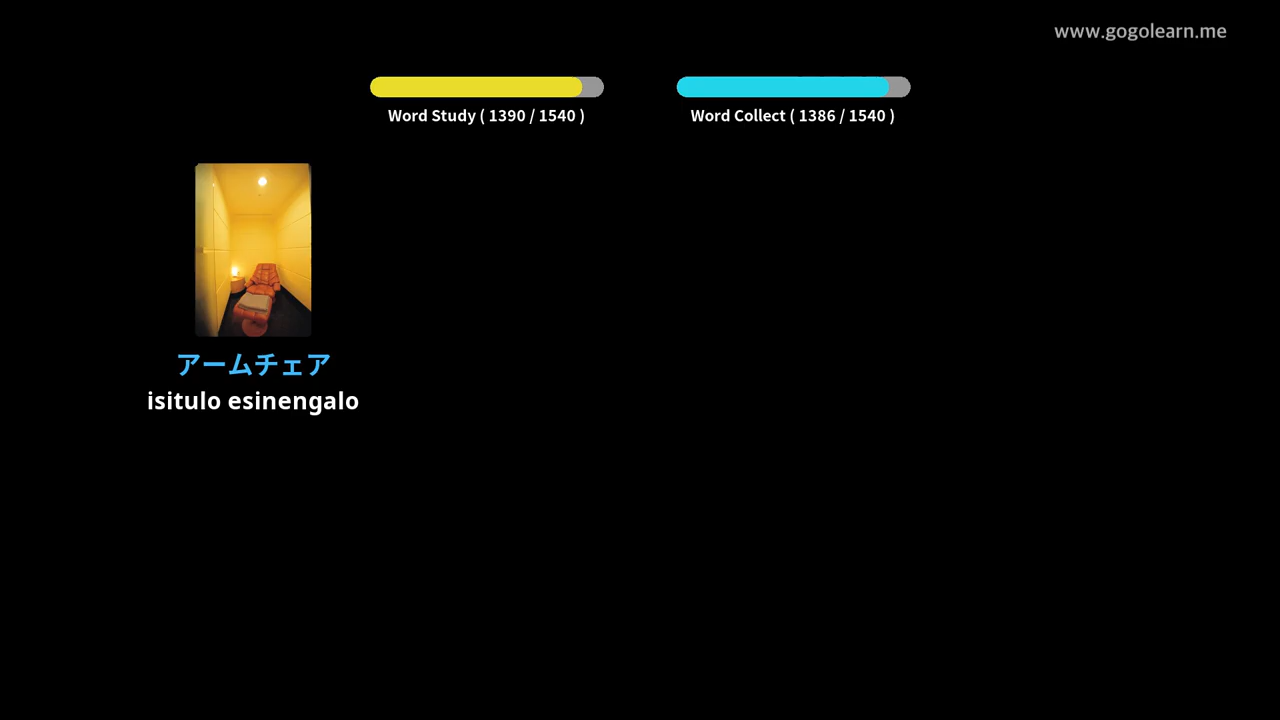 www.gogolearn.me
Word Study ( 1390 / 1540 )
Word Collect ( 1386 / 1540 )
アームチェア
isitulo esinengalo